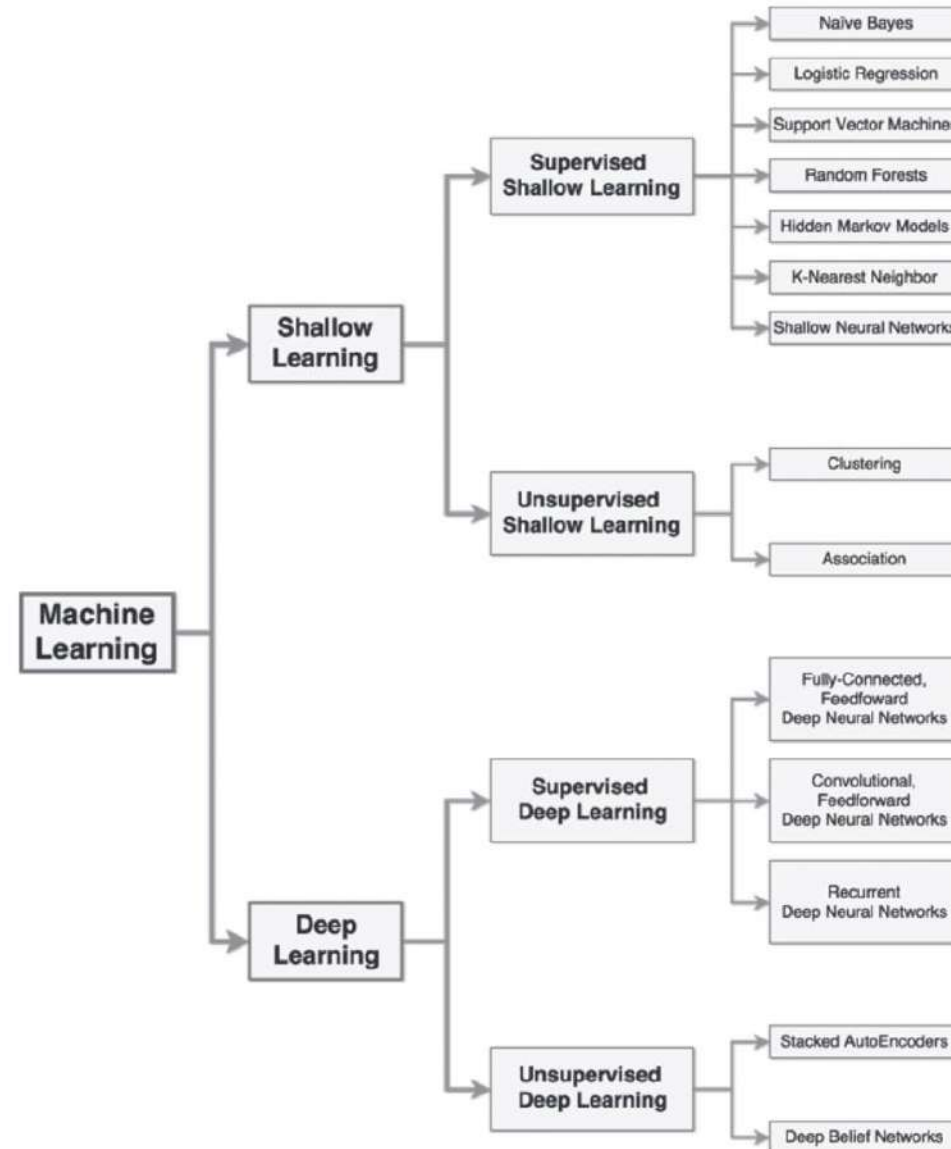 Naïve Bayes
Logistic Regression
Support Vector Machine
Random Forests
Hidden Markov Models
K-Nearest Neighbor
Shallow Neural Networks
Supervised
Shallow Learning
Shallow
Learning
Clustering
Unsupervised
Shallow Learning
Association
Machine
Learning
Fully-Connected,
Feedfoward
Deep Neural Networks
Supervised
Deep Learning
Convolutional,
Feedforward
Deep Neural Networks
Recurrent
Deep Neural Networks
Deep
Learning
Stacked AutoEncoders
Unsupervised
Deep Learning
Deep Belief Networks